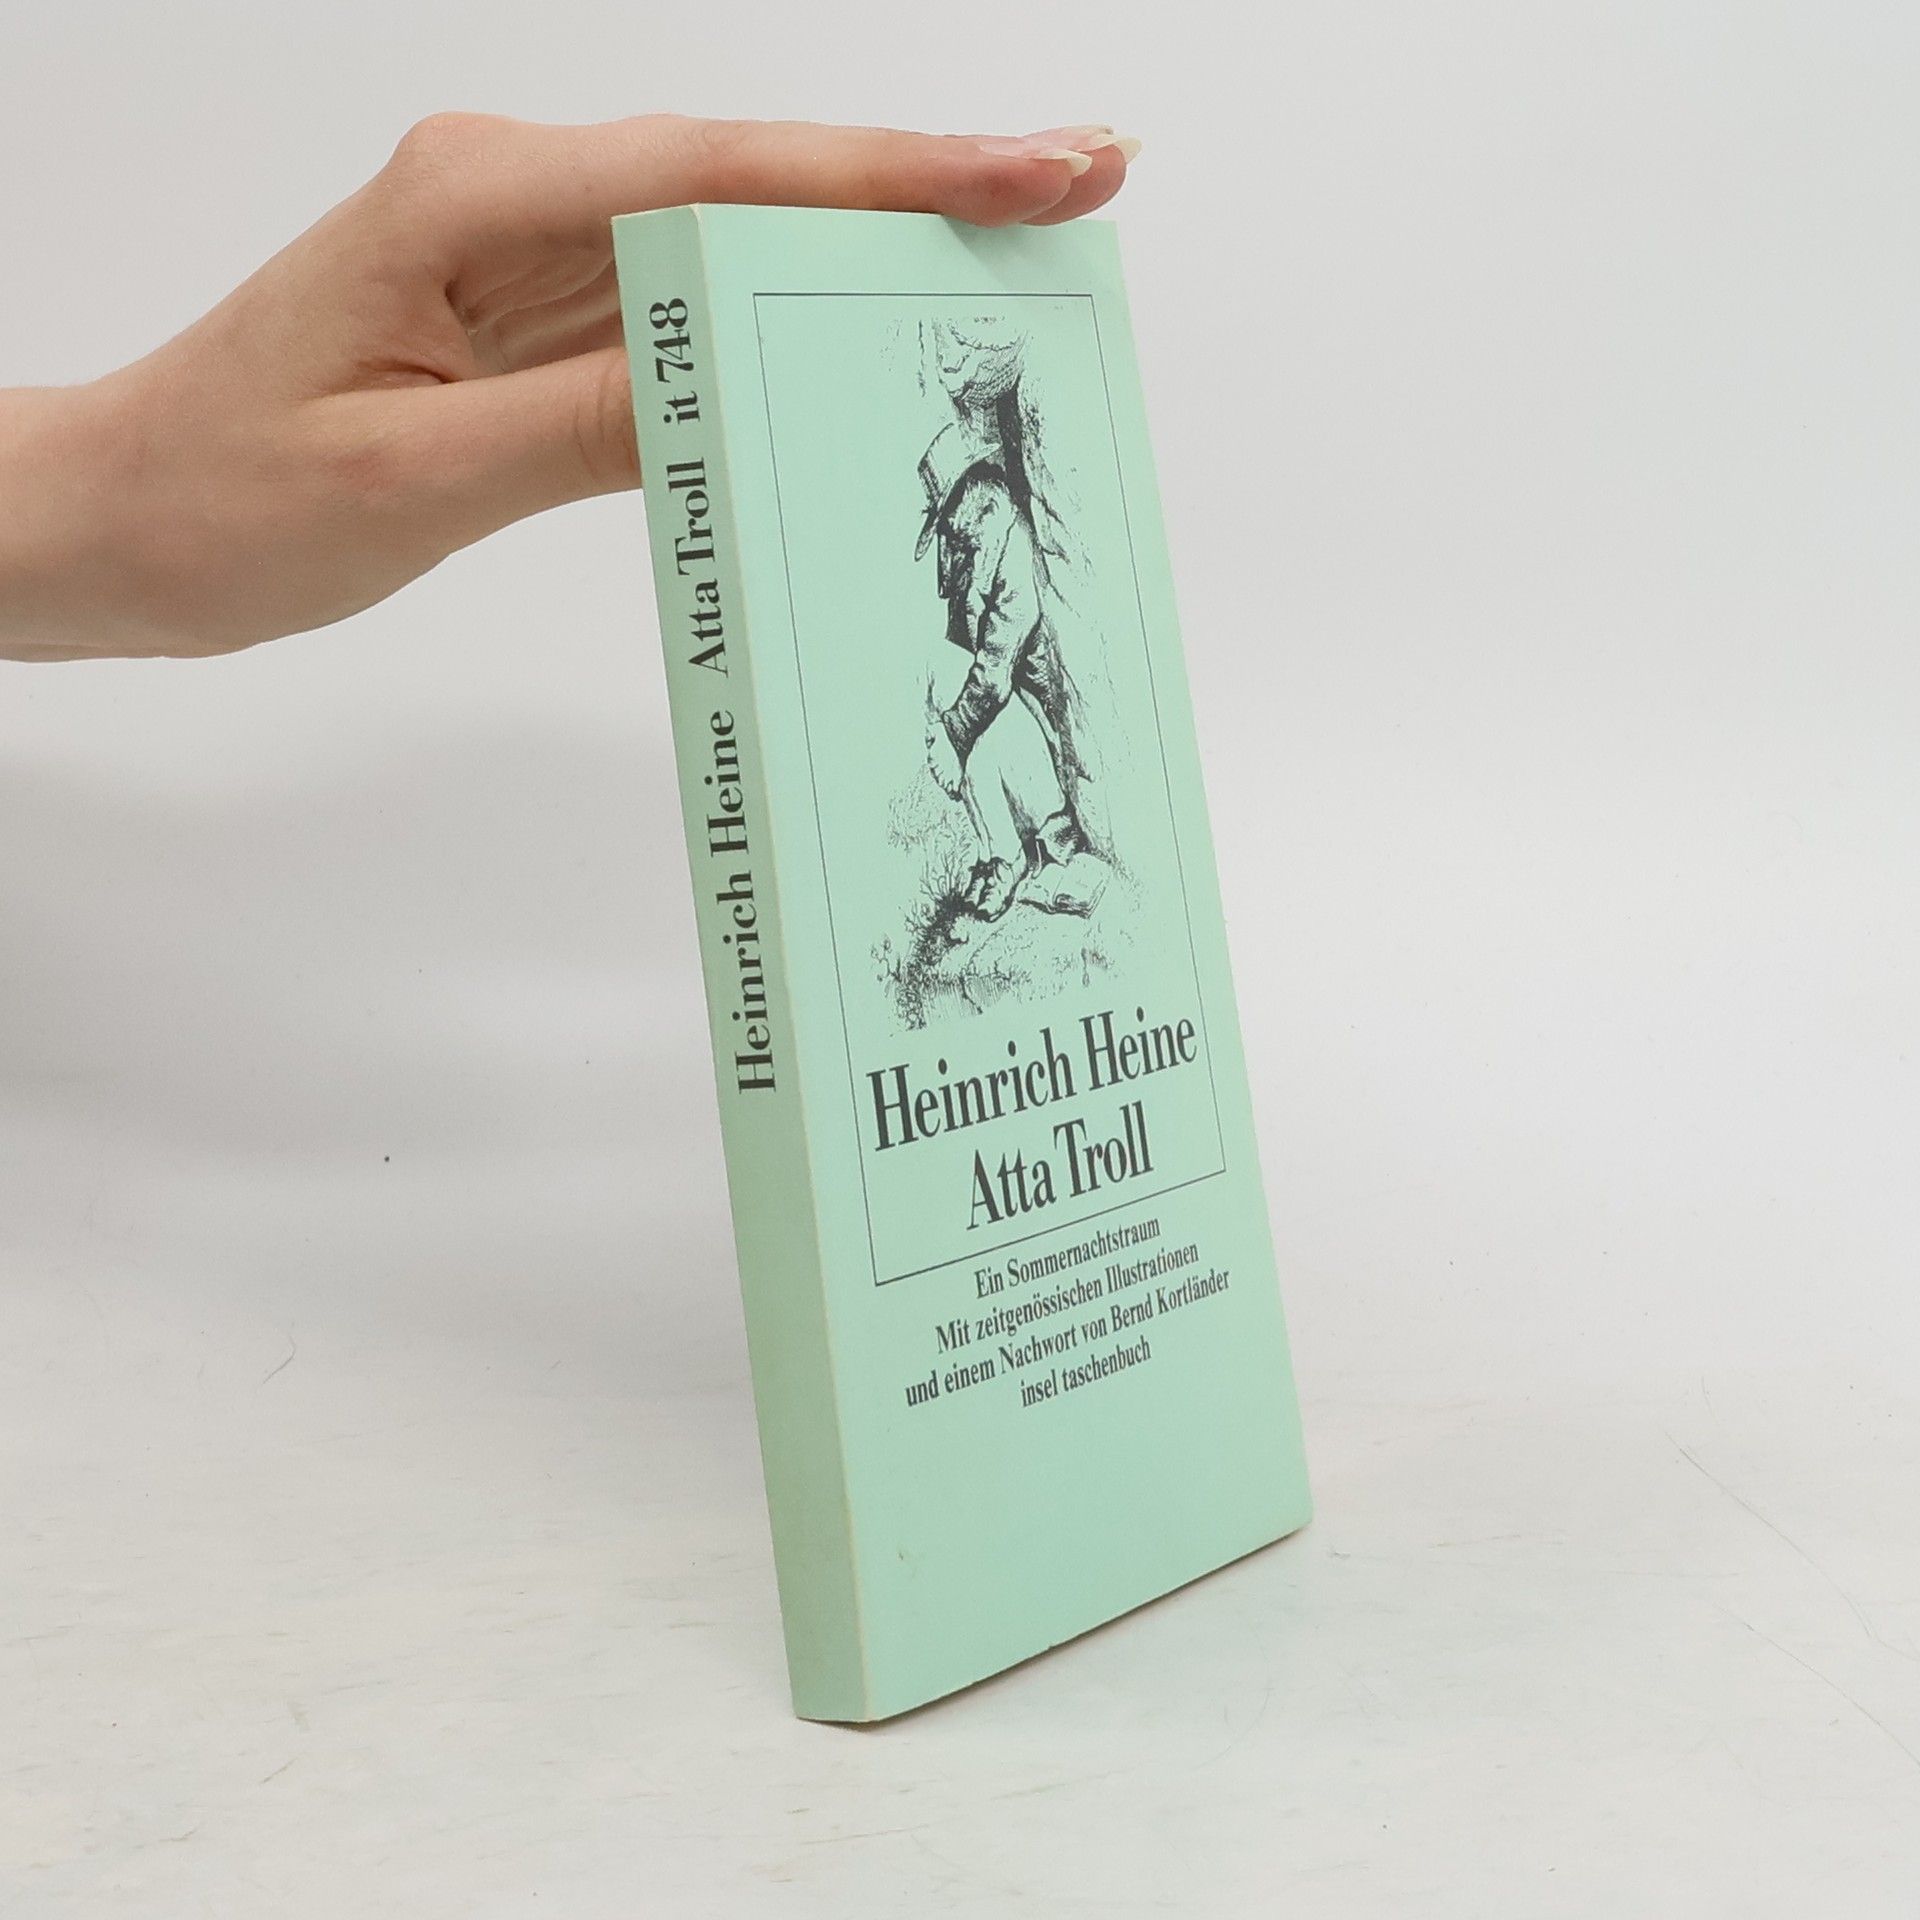 Heinrich Heine Atta Troll it 748
Heinrich Heine
Atta Troll
Ein Sommernachtstraum
Mit zeitgenössischen Illustrationen
und einem Nachwort von Bernd Kortländer
insel taschenbuch